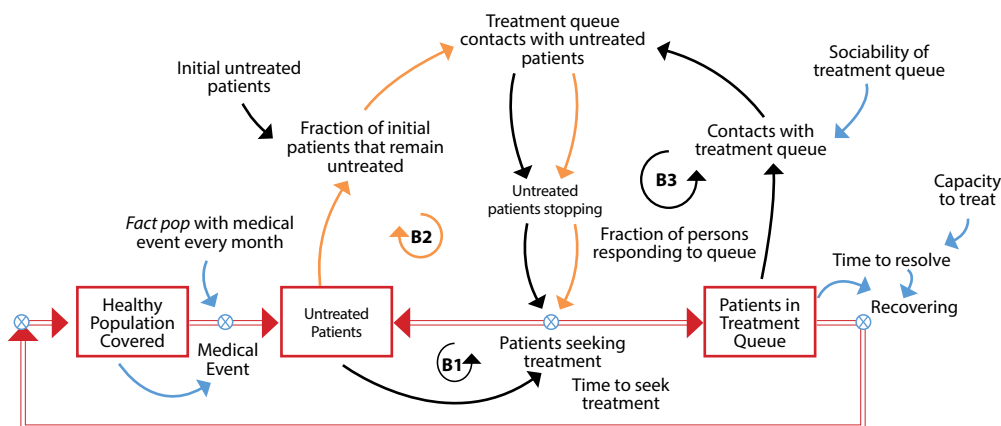 Treatment queue
contacts with untreated
patients
Sociability of
treatment queue
Initial untreated
patients
Fraction of initial
patients that remain
untreated
Contacts with
treatment queue
Untreated
patients stopping
B3
Capacity
to treat
Fact pop with medical
event every month
B2
Fraction of persons
responding to queue
Time to resolve
Healthy
Population
Covered
Untreated
Patients
Patients in
Treatment
Queue
Recovering
Medical
Event
B1
Patients seeking
treatment
Time to seek
treatment